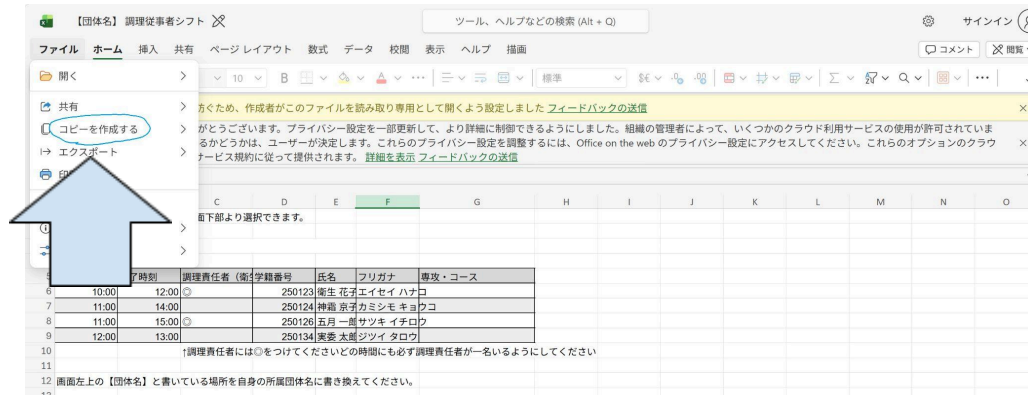 【団体名】 調理従事者シフト
ツール、ヘルプなどの検索 (Alt + Q)
サインイン
ファイル ホーム 挿入 共有 ページ レイアウト 数式 データ 校閲 表示 ヘルプ 描画
コメント 閲覧
開く
10 B 標準 $€
共有
防ぐため、作成者がこのファイルを読み取り専用として開くよう設定しました フィードバックの送信
コピーを作成する
がとうございます。プライバシー設定を一部更新して、より詳細に制御できるようにしました。組織の管理者によって、いくつかのクラウド利用サービスの使用が許可されていま
るかどうかは、ユーザーが決定します。これらのプライバシー設定を調整するには、Office on the web のプライバシー設定にアクセスしてください。これらのオプションのクラウ
エクスポート
サービス規約に従って提供されます。 詳細を表示 フィードバックの送信
C D E F G H I J K L M N O
面下部より選択できます。
5 了時刻 調理責任者（衛生 学籍番号 氏名 フリガナ 専攻・コース
6 10:00 12:00 ◎ 250123 衛生 花子 エイセイ ハナコ
7 11:00 14:00 250124 神霜 京子 カミシモ キョウコ
8 11:00 15:00 ◎ 250126 五月 一郎 サツキ イチロウ
9 12:00 13:00 250134 実委 太郎 ジツイ タロウ
10 ↑調理責任者には◎をつけてくださいどの時間にも必ず調理責任者が一名いるようにしてください
11
12 画面左上の【団体名】と書いている場所を自身の所属団体名に書き換えてください。